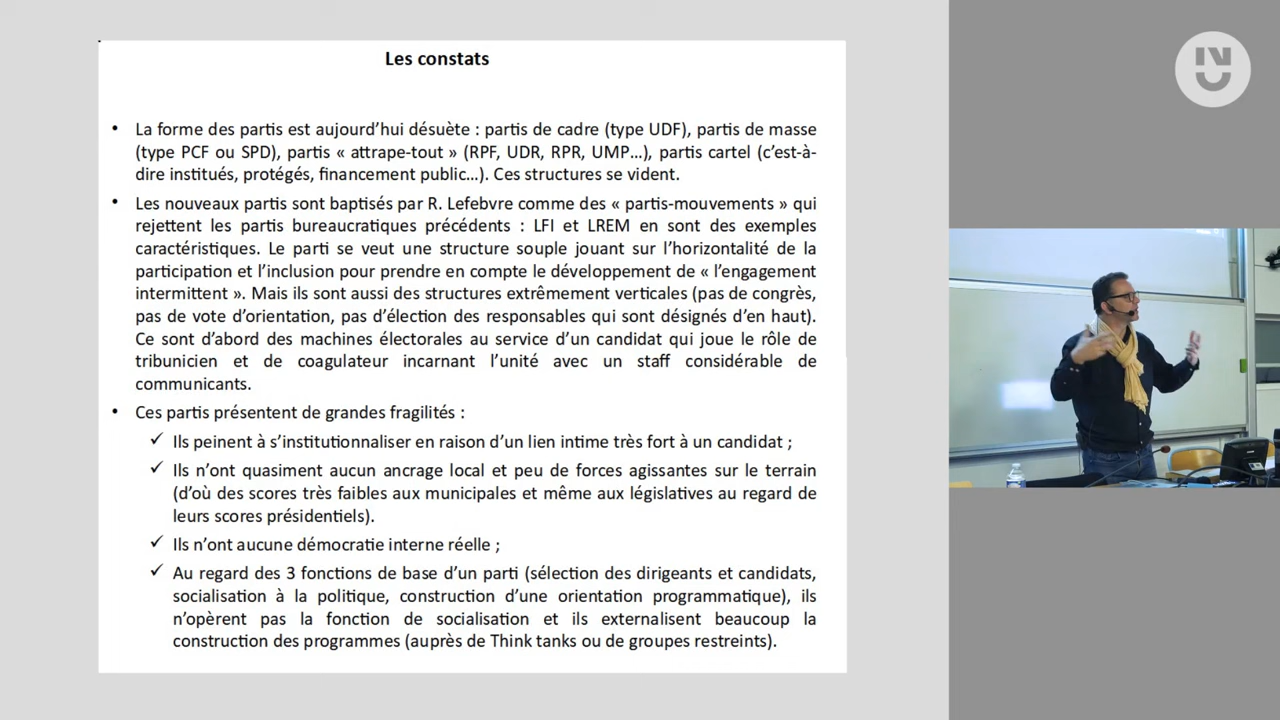 Les constats
• La forme des partis est aujourd’hui désuète : partis de cadre (type UDF), partis de masse
(type PCF ou SPD), partis « attrape-tout » (RPF, UDR, RPR, UMP…), partis cartel (c’est-à-
dire institués, protégés, financement public…). Ces structures se vident.
• Les nouveaux partis sont baptisés par R. Lefebvre comme des « partis-mouvements » qui
rejettent les partis bureaucratiques précédents : LFI et LREM en sont des exemples
caractéristiques. Le parti se veut une structure souple jouant sur l’horizontalité de la
participation et l’inclusion pour prendre en compte le développement de « l’engagement
intermittent ». Mais ils sont aussi des structures extrêmement verticales (pas de congrès,
pas de vote d’orientation, pas d’élection des responsables qui sont désignés d’en haut).
Ce sont d’abord des machines électorales au service d’un candidat qui joue le rôle de
tribunicien et de coagulateur incarnant l’unité avec un staff considérable de
communicants.
• Ces partis présentent de grandes fragilités :
✓ Ils peinent à s’institutionnaliser en raison d’un lien intime très fort à un candidat ;
✓ Ils n’ont quasiment aucun ancrage local et peu de forces agissantes sur le terrain
(d’où des scores très faibles aux municipales et même aux législatives au regard de
leurs scores présidentiels).
✓ Ils n’ont aucune démocratie interne réelle ;
✓ Au regard des 3 fonctions de base d’un parti (sélection des dirigeants et candidats,
socialisation à la politique, construction d’une orientation programmatique), ils
n’opèrent pas la fonction de socialisation et ils externalisent beaucoup la
construction des programmes (auprès de Think tanks ou de groupes restreints).